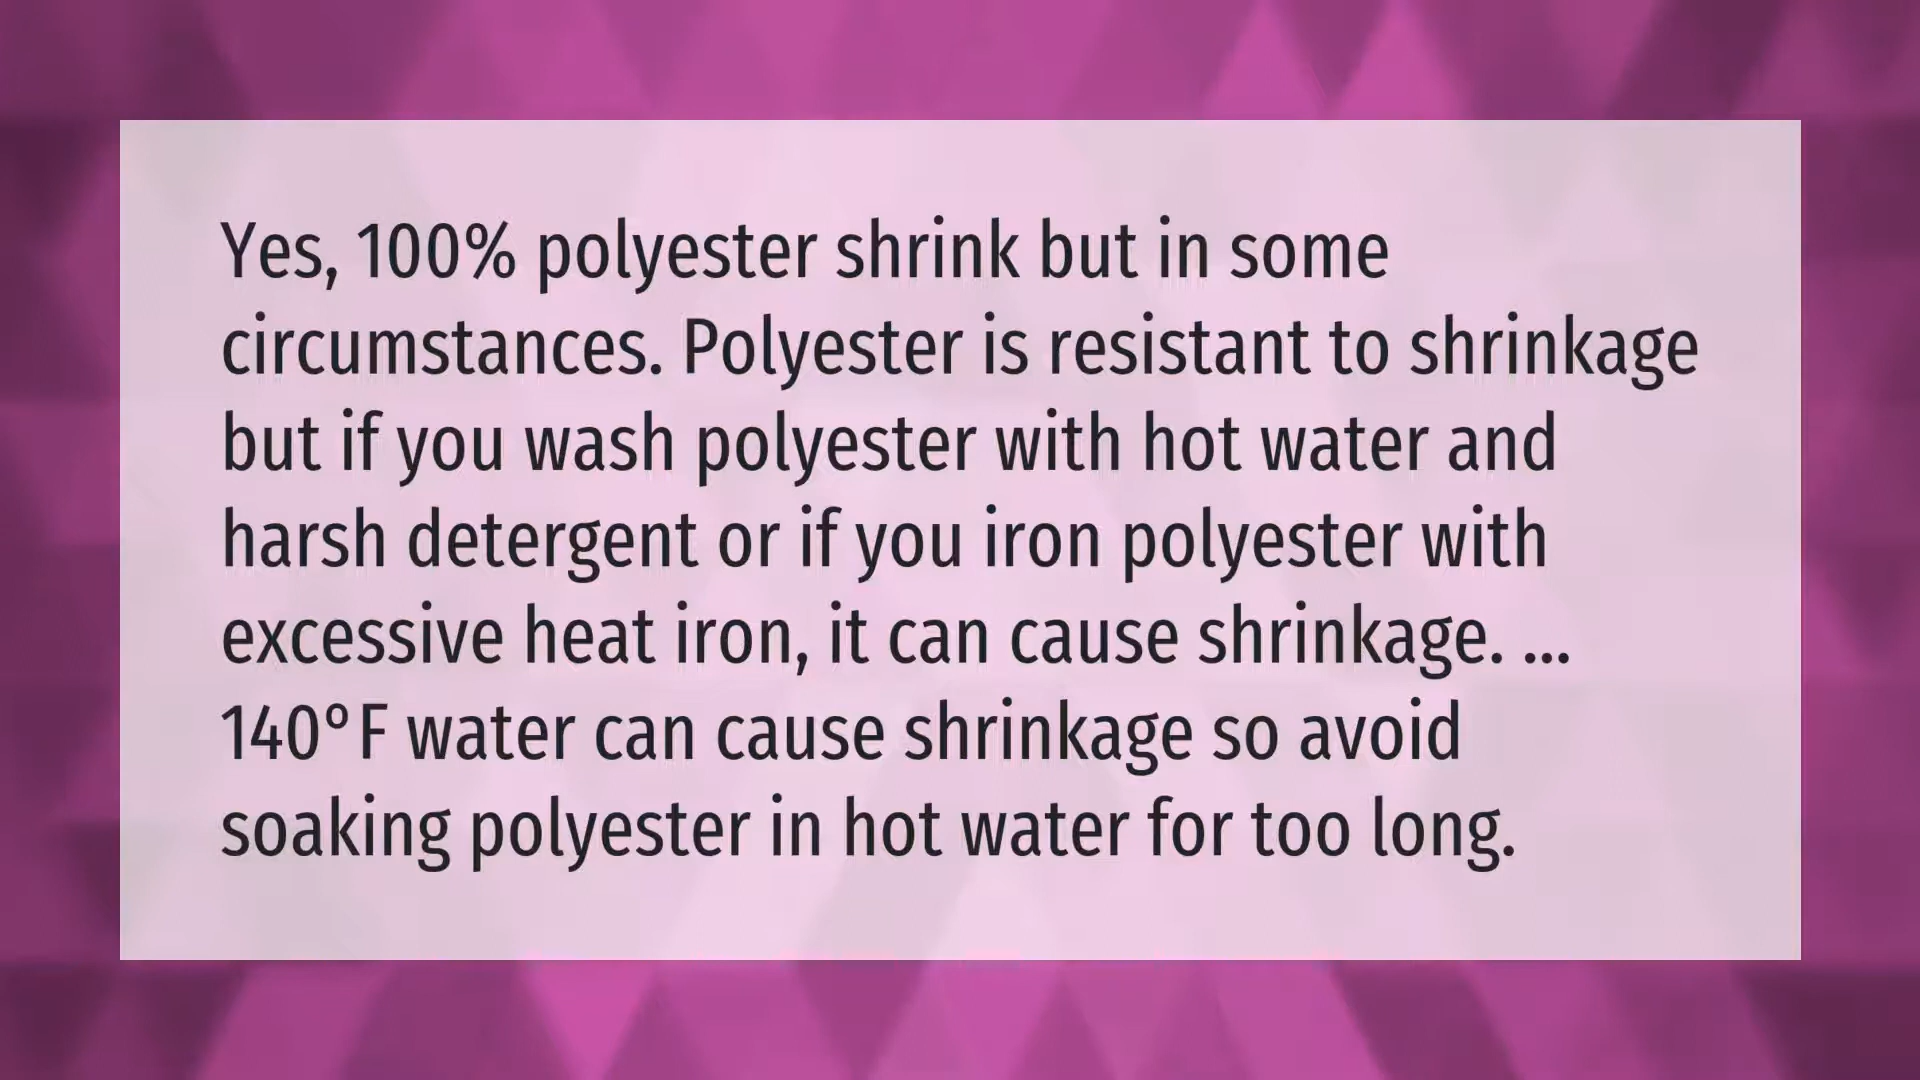 Yes, 100% polyester shrink but in some
circumstances. Polyester is resistant to shrinkage
but if you wash polyester with hot water and
harsh detergent or if you iron polyester with
excessive heat iron, it can cause shrinkage. ...
140°F water can cause shrinkage so avoid
soaking polyester in hot water for too long.